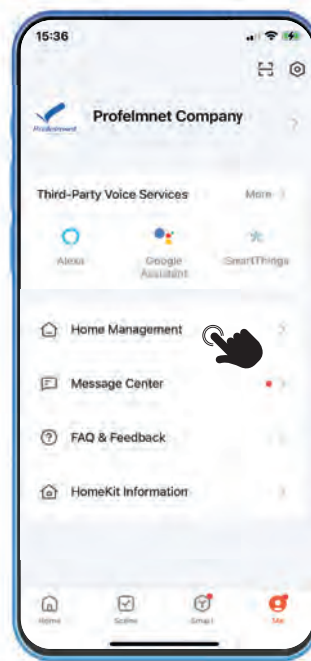 15:36
Profelmnet Company
Profelmnet
Third-Party Voice Services More
Alexa
Google Assistant
SmartThings
Home Management
Message Center
FAQ & Feedback
HomeKit Information
Home Scene Smart Me